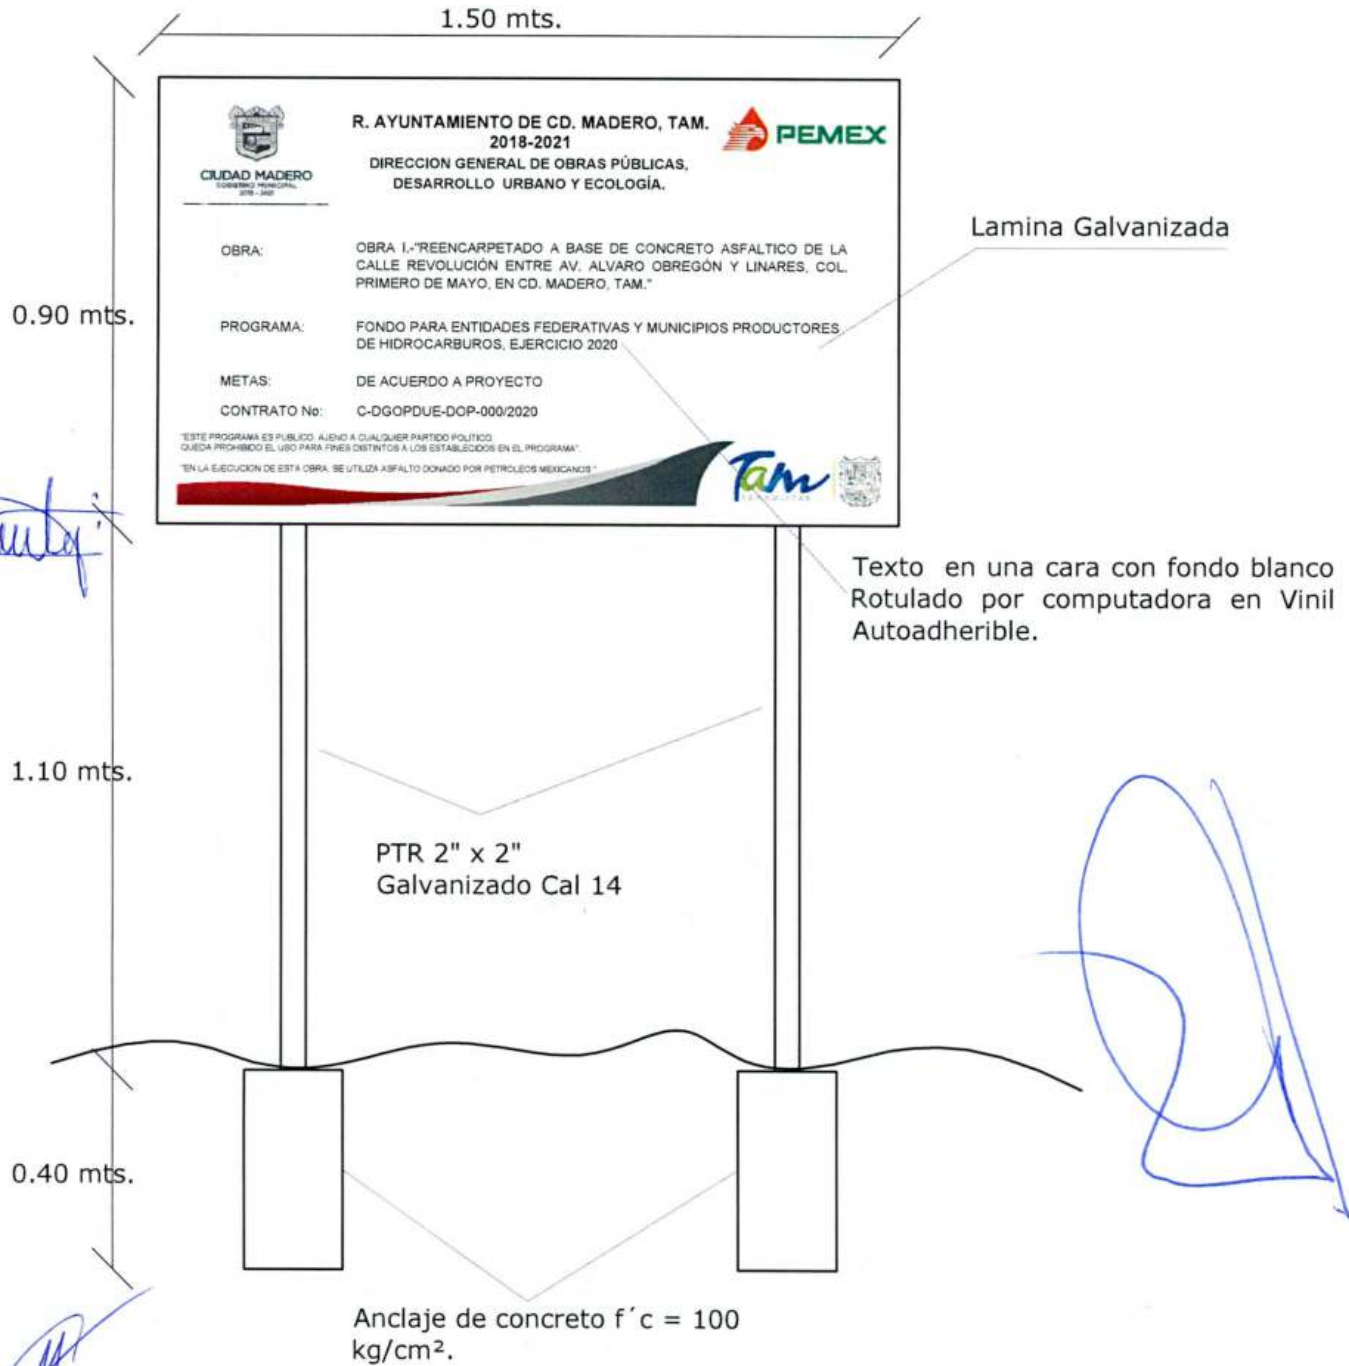 1.50 mts.
R. AYUNTAMIENTO DE CD. MADERO, TAM.
2018-2021
DIRECCION GENERAL DE OBRAS PÚBLICAS,
DESARROLLO URBANO Y ECOLOGÍA.
CIUDAD MADERO
GOBIERNO MUNICIPAL
2018 - 2021
PEMEX
OBRA:
OBRA I.-"REENCARPETADO A BASE DE CONCRETO ASFALTICO DE LA
CALLE REVOLUCIÓN ENTRE AV. ALVARO OBREGÓN Y LINARES, COL.
PRIMERO DE MAYO, EN CD. MADERO, TAM."
PROGRAMA:
FONDO PARA ENTIDADES FEDERATIVAS Y MUNICIPIOS PRODUCTORES
DE HIDROCARBUROS, EJERCICIO 2020
METAS:
DE ACUERDO A PROYECTO
CONTRATO No:
C-DGOPDUE-DOP-000/2020
"ESTE PROGRAMA ES PUBLICO, AJENO A CUALQUIER PARTIDO POLÍTICO.
QUEDA PROHIBIDO EL USO PARA FINES DISTINTOS A LOS ESTABLECIDOS EN EL PROGRAMA".
"EN LA EJECUCION DE ESTA OBRA, SE UTILIZA ASFALTO DONADO POR PETROLEOS MEXICANOS "
Tam
TAMAULIPAS
Lamina Galvanizada
0.90 mts.
Texto en una cara con fondo blanco
Rotulado por computadora en Vinil
Autoadherible.
1.10 mts.
PTR 2" x 2"
Galvanizado Cal 14
0.40 mts.
Anclaje de concreto f´c = 100
kg/cm².